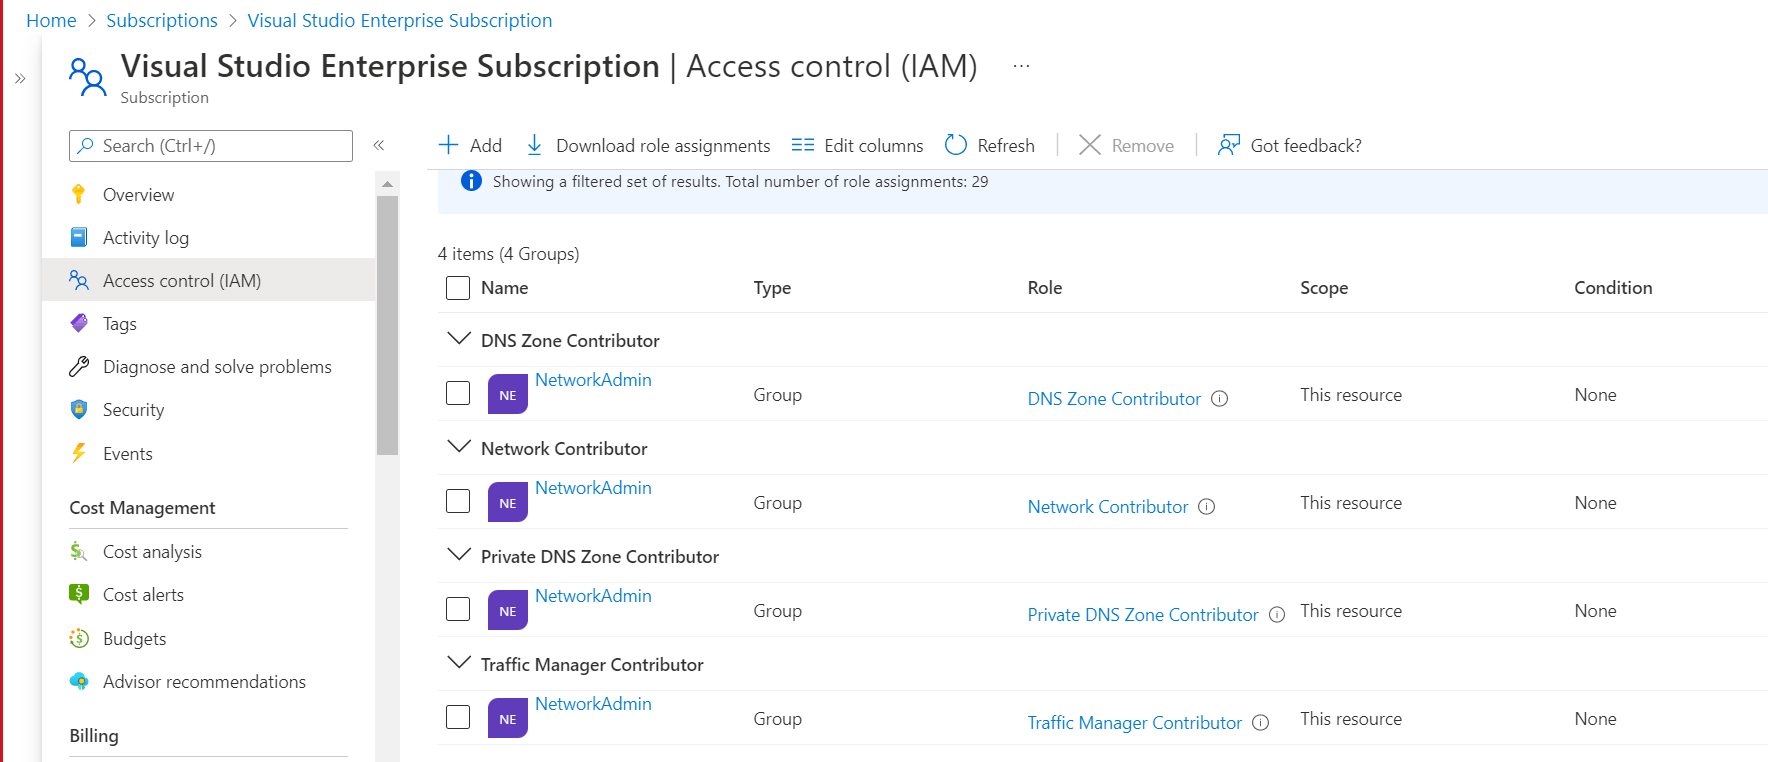 Home > Subscriptions > Visual Studio Enterprise Subscription
Visual Studio Enterprise Subscription | Access control (IAM) ...
Subscription
Search (Ctrl+/)
Overview
Activity log
Access control (IAM)
Tags
Diagnose and solve problems
Security
Events
Cost Management
Cost analysis
Cost alerts
Budgets
Advisor recommendations
Billing
Add Download role assignments Edit columns Refresh Remove Got feedback?
Showing a filtered set of results. Total number of role assignments: 29
4 items (4 Groups)
Name Type Role Scope Condition
DNS Zone Contributor
NE NetworkAdmin Group DNS Zone Contributor This resource None
Network Contributor
NE NetworkAdmin Group Network Contributor This resource None
Private DNS Zone Contributor
NE NetworkAdmin Group Private DNS Zone Contributor This resource None
Traffic Manager Contributor
NE NetworkAdmin Group Traffic Manager Contributor This resource None